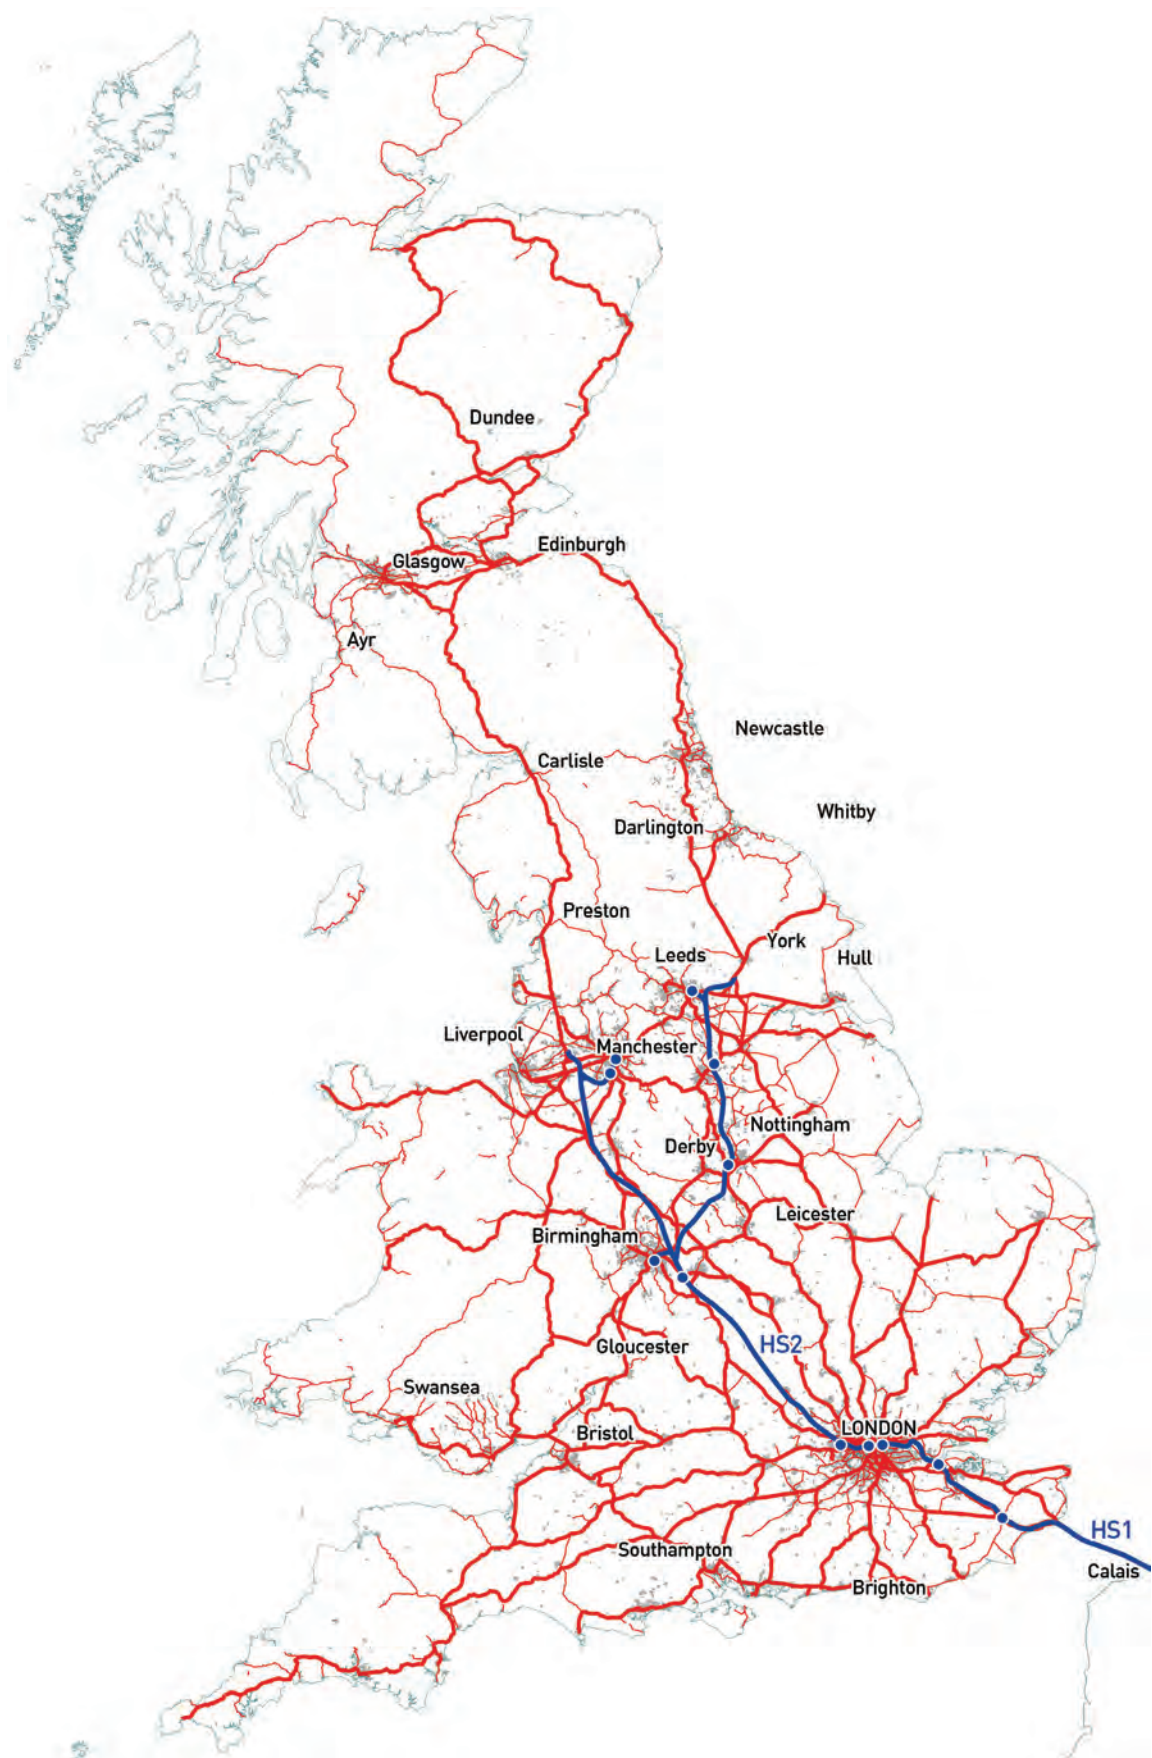 Dundee
Edinburgh
Glasgow
Ayr
Newcastle
Carlisle
Whitby
Darlington
Preston
York
Leeds
Hull
Liverpool
Manchester
Nottingham
Derby
Leicester
Birmingham
HS2
Gloucester
Swansea
LONDON
Bristol
HS1
Southampton
Calais
Brighton